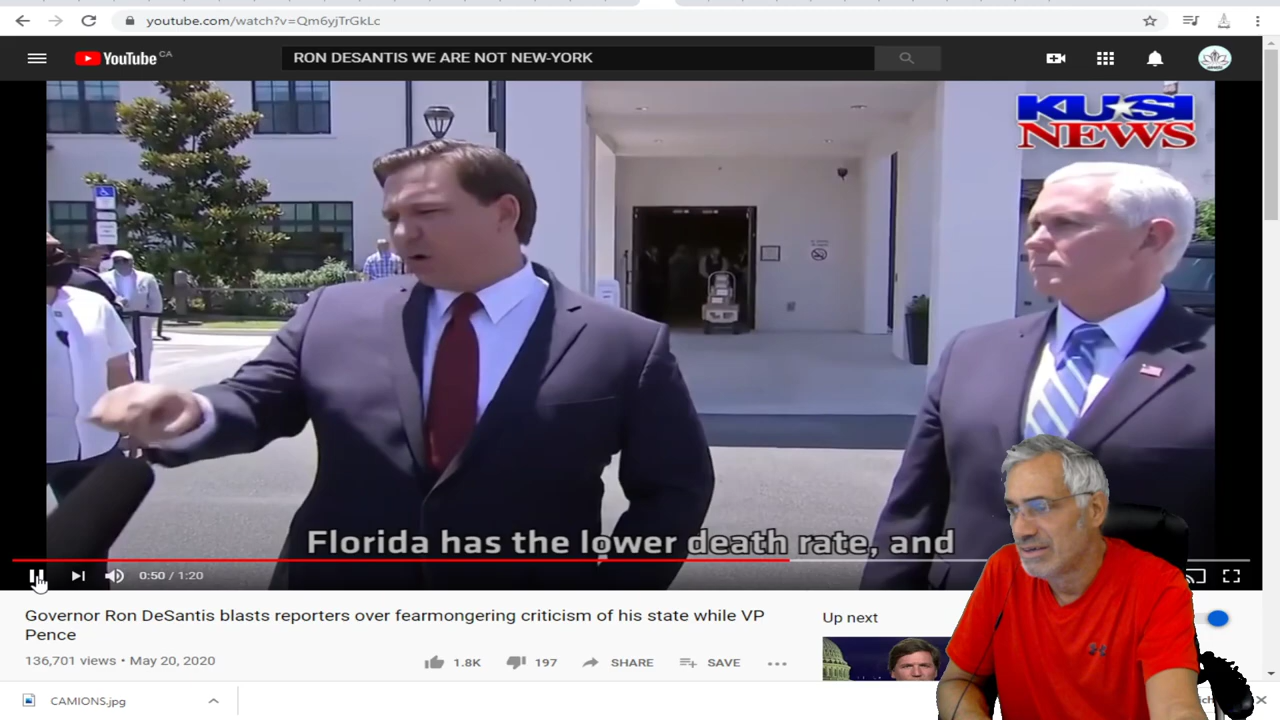 youtube.com/watch?v=Qm6yjTrGkLc
YouTube CA
RON DESANTIS WE ARE NOT NEW-YORK
KUSI
NEWS
Florida has the lower death rate, and
0:50 / 1:20
Governor Ron DeSantis blasts reporters over fearmongering criticism of his state while VP
Pence
Up next
136,701 views • May 20, 2020
1.8K
197
SHARE
SAVE
CAMIONS.jpg